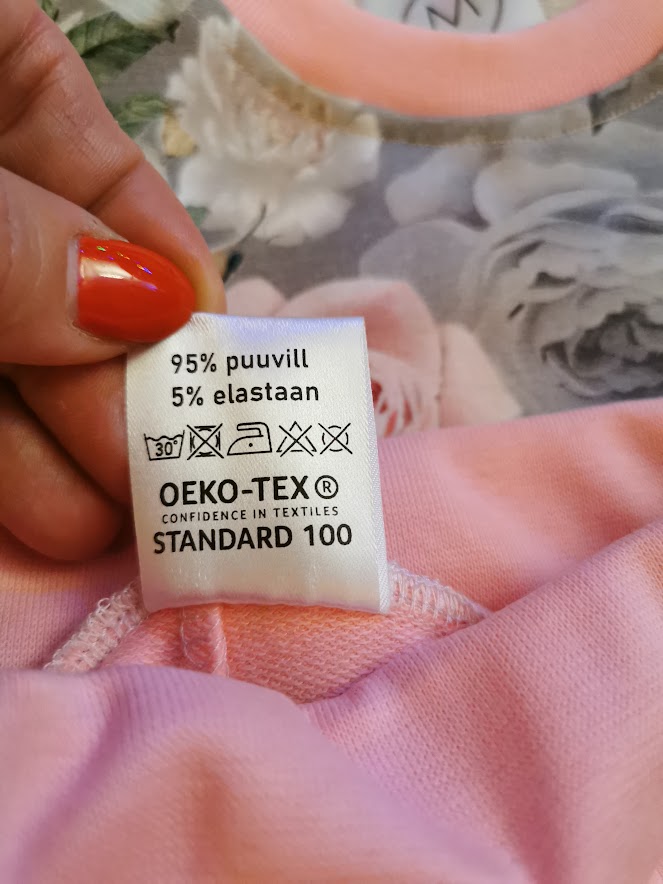 M
95% puuvill
5% elastaan
30°
OEKO-TEX®
CONFIDENCE IN TEXTILES
STANDARD 100